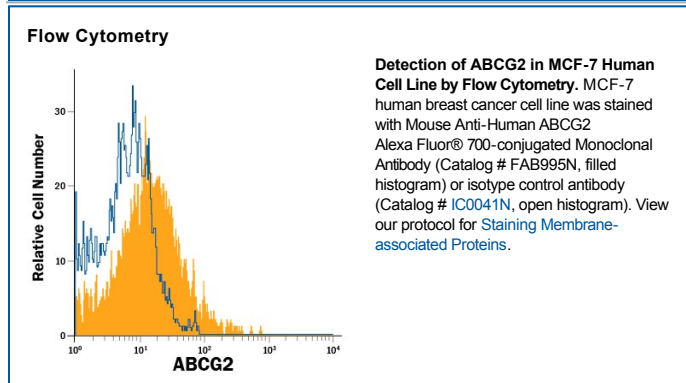 Flow Cytometry
Detection of ABCG2 in MCF-7 Human
Cell Line by Flow Cytometry. MCF-7
human breast cancer cell line was stained
with Mouse Anti-Human ABCG2
Alexa Fluor® 700-conjugated Monoclonal
Antibody (Catalog # FAB995N, filled
histogram) or isotype control antibody
(Catalog # IC0041N, open histogram). View
our protocol for Staining Membrane-
associated Proteins.
Relative Cell Number
30
20
10
0
10⁰ 10¹ 10² 10³ 10⁴
ABCG2